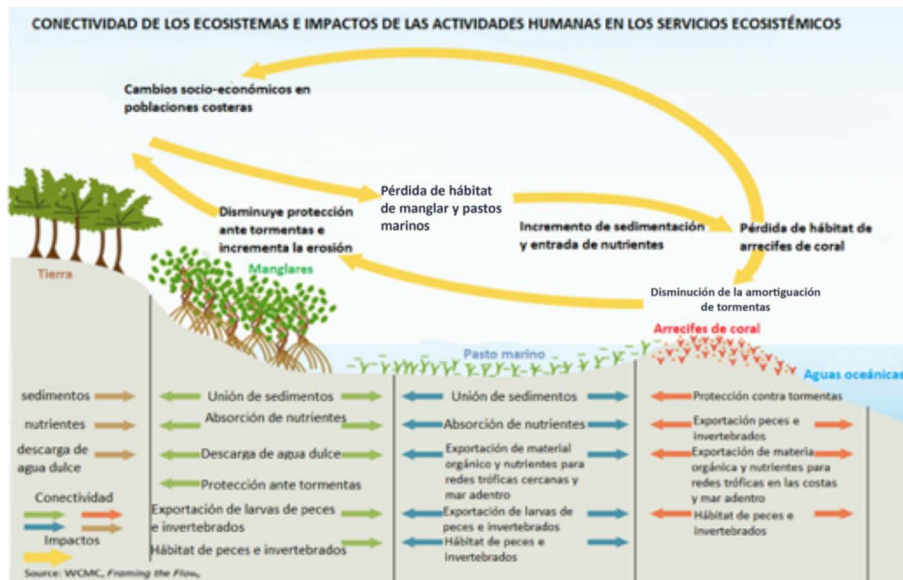 CONECTIVIDAD DE LOS ECOSISTEMAS E IMPACTOS DE LAS ACTIVIDADES HUMANAS EN LOS SERVICIOS ECOSISTÉMICOS
Cambios socio-económicos en
poblaciones costeras
Pérdida de hábitat
de manglar y pastos
marinos
Disminuye protección
ante tormentas e
incrementa la erosión
Incremento de sedimentación
y entrada de nutrientes
Pérdida de hábitat de
arrecifes de coral
Disminución de la amortiguación
de tormentas
Tierra
Manglares
Pasto marino
Arrecifes de coral
Aguas oceánicas
sedimentos
nutrientes
descarga de
agua dulce
Conectividad
Impactos
Unión de sedimentos
Absorción de nutrientes
Descarga de agua dulce
Protección ante tormentas
Exportación de larvas de peces
e invertebrados
Hábitat de peces e invertebrados
Unión de sedimentos
Absorción de nutrientes
Exportación de material
orgánico y nutrientes para
redes tróficas cercanas y
mar adentro
Exportación de larvas de
peces e invertebrados
Hábitat de peces e
invertebrados
Protección contra tormentas
Exportación peces e
invertebrados
Exportación de materia
orgánica y nutrientes para
redes tróficas en las costas
y mar adentro
Hábitat de peces e
invertebrados
Source: WCMC, Framing the Flow,